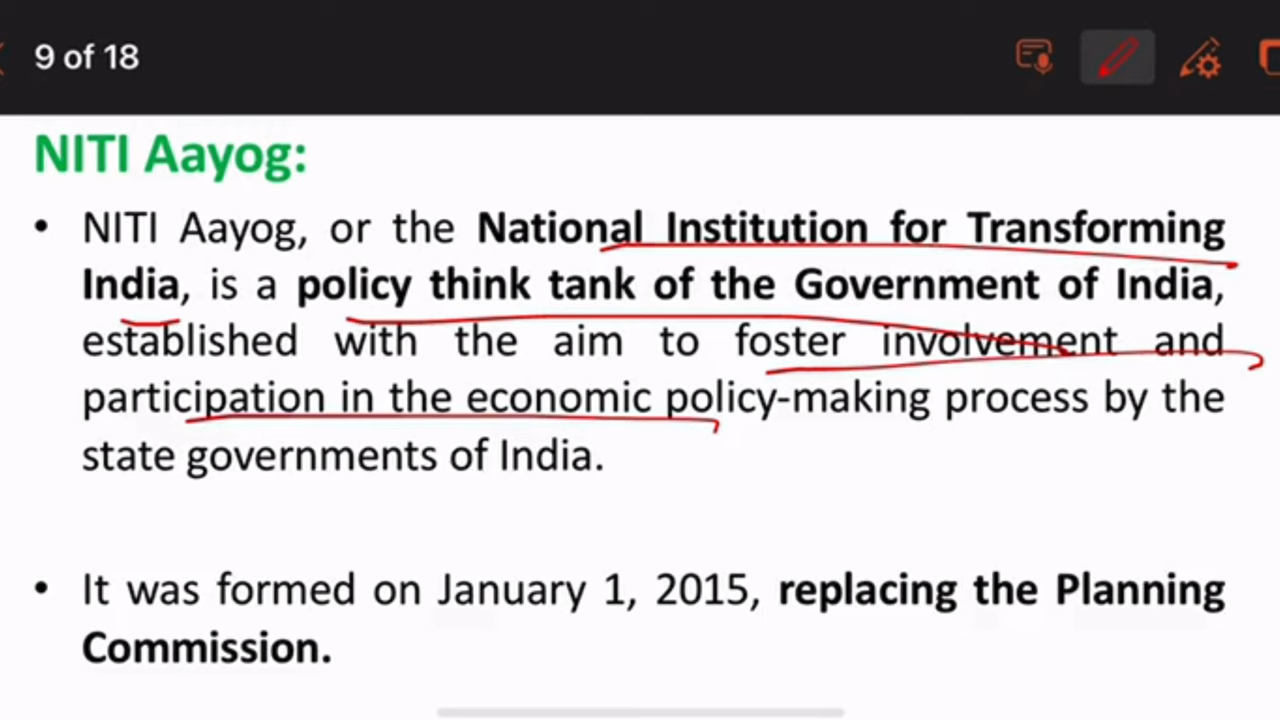 9 of 18
NITI Aayog:
• NITI Aayog, or the National Institution for Transforming
India, is a policy think tank of the Government of India,
established with the aim to foster involvement and
participation in the economic policy-making process by the
state governments of India.
• It was formed on January 1, 2015, replacing the Planning
Commission.